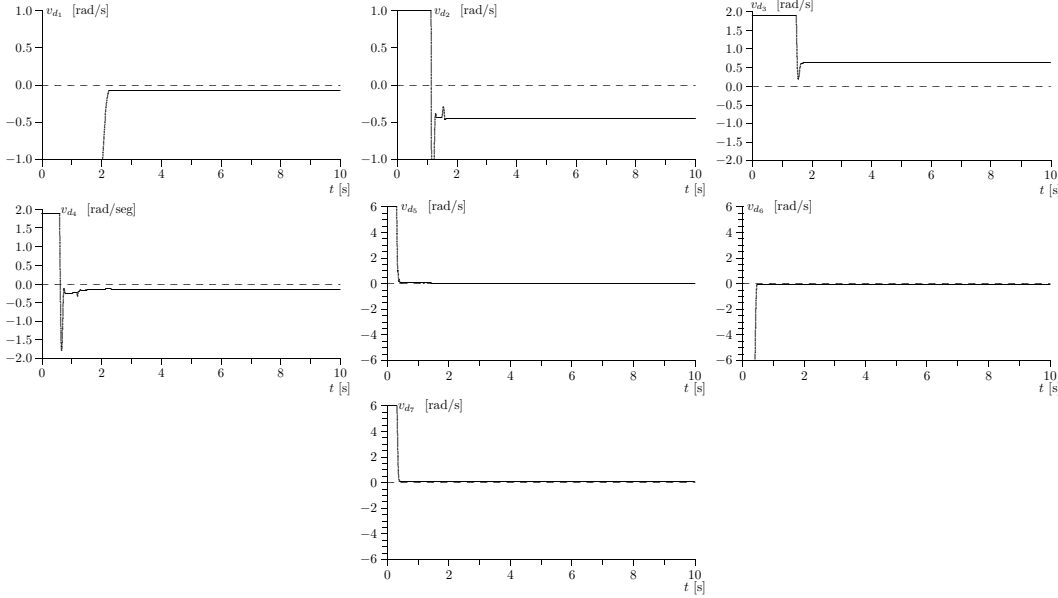 v_{d_1} [rad/s]
1.0
0.5
0.0
−0.5
−1.0
0 2 4 6 8 10
t [s]
v_{d_2} [rad/s]
1.0
0.5
0.0
−0.5
−1.0
0 2 4 6 8 10
t [s]
v_{d_3} [rad/s]
2.0
1.5
1.0
0.5
0.0
−0.5
−1.0
−1.5
−2.0
0 2 4 6 8 10
t [s]
v_{d_4} [rad/seg]
2.0
1.5
1.0
0.5
0.0
−0.5
−1.0
−1.5
−2.0
0 2 4 6 8 10
t [s]
v_{d_5} [rad/s]
6
4
2
0
−2
−4
−6
0 2 4 6 8 10
t [s]
v_{d_6} [rad/s]
6
4
2
0
−2
−4
−6
0 2 4 6 8 10
t [s]
v_{d_7} [rad/s]
6
4
2
0
−2
−4
−6
0 2 4 6 8 10
t [s]